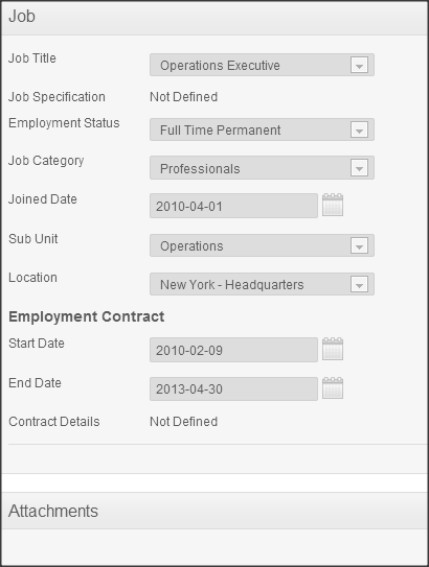 Job
Job Title Operations Executive
Job Specification Not Defined
Employment Status Full Time Permanent
Job Category Professionals
Joined Date 2010-04-01
Sub Unit Operations
Location New York - Headquarters
Employment Contract
Start Date 2010-02-09
End Date 2013-04-30
Contract Details Not Defined
Attachments